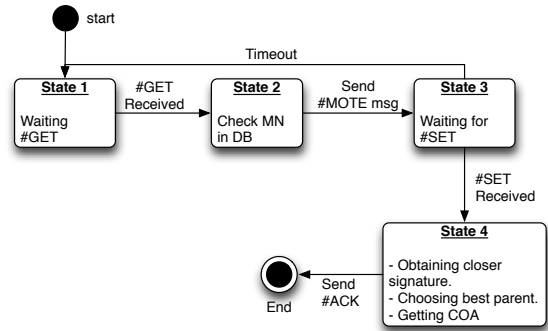 start
Timeout
State 1
Waiting
#GET
#GET
Received
State 2
Check MN
in DB
Send
#MOTE msg
State 3
Waiting for
#SET
#SET
Received
State 4
- Obtaining closer
signature.
- Choosing best parent.
- Getting COA
Send
#ACK
End